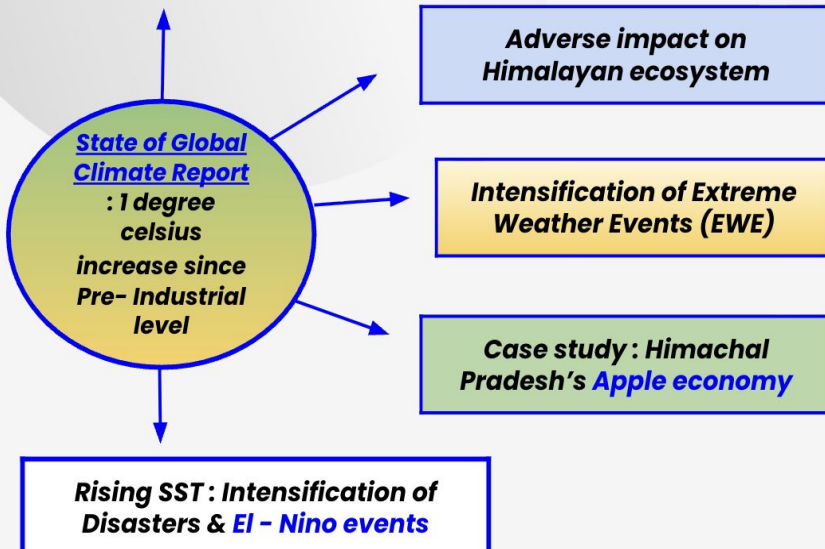 State of Global
Climate Report
: 1 degree
celsius
increase since
Pre- Industrial
level
Adverse impact on
Himalayan ecosystem
Intensification of Extreme
Weather Events (EWE)
Case study : Himachal
Pradesh’s Apple economy
Rising SST : Intensification of
Disasters & El - Nino events